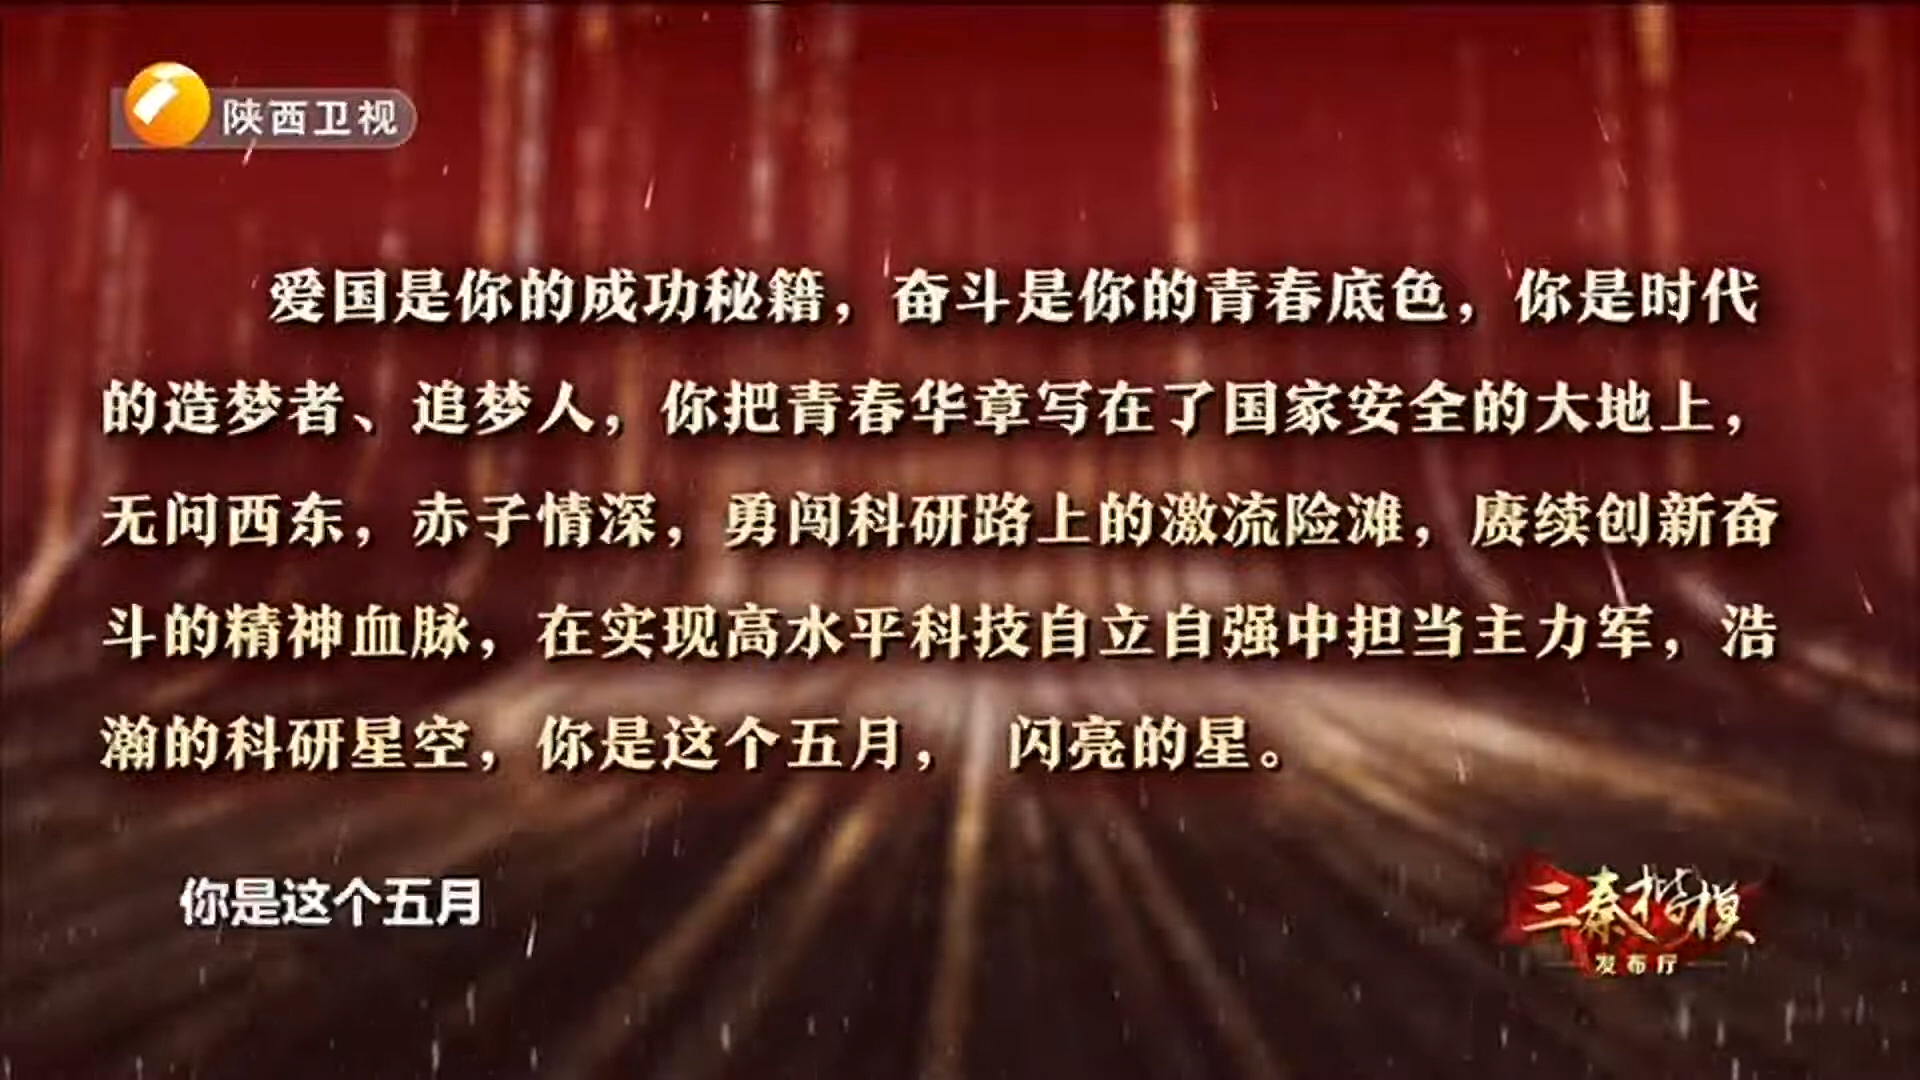 陕西卫视
爱国是你的成功秘籍，奋斗是你的青春底色，你是时代
的造梦者、追梦人，你把青春华章写在了国家安全的大地上，
无问西东，赤子情深，勇闯科研路上的激流险滩，赓续创新奋
斗的精神血脉，在实现高水平科技自立自强中担当主力军，浩
瀚的科研星空，你是这个五月， 闪亮的星。
你是这个五月
三秦楷模
发布厅